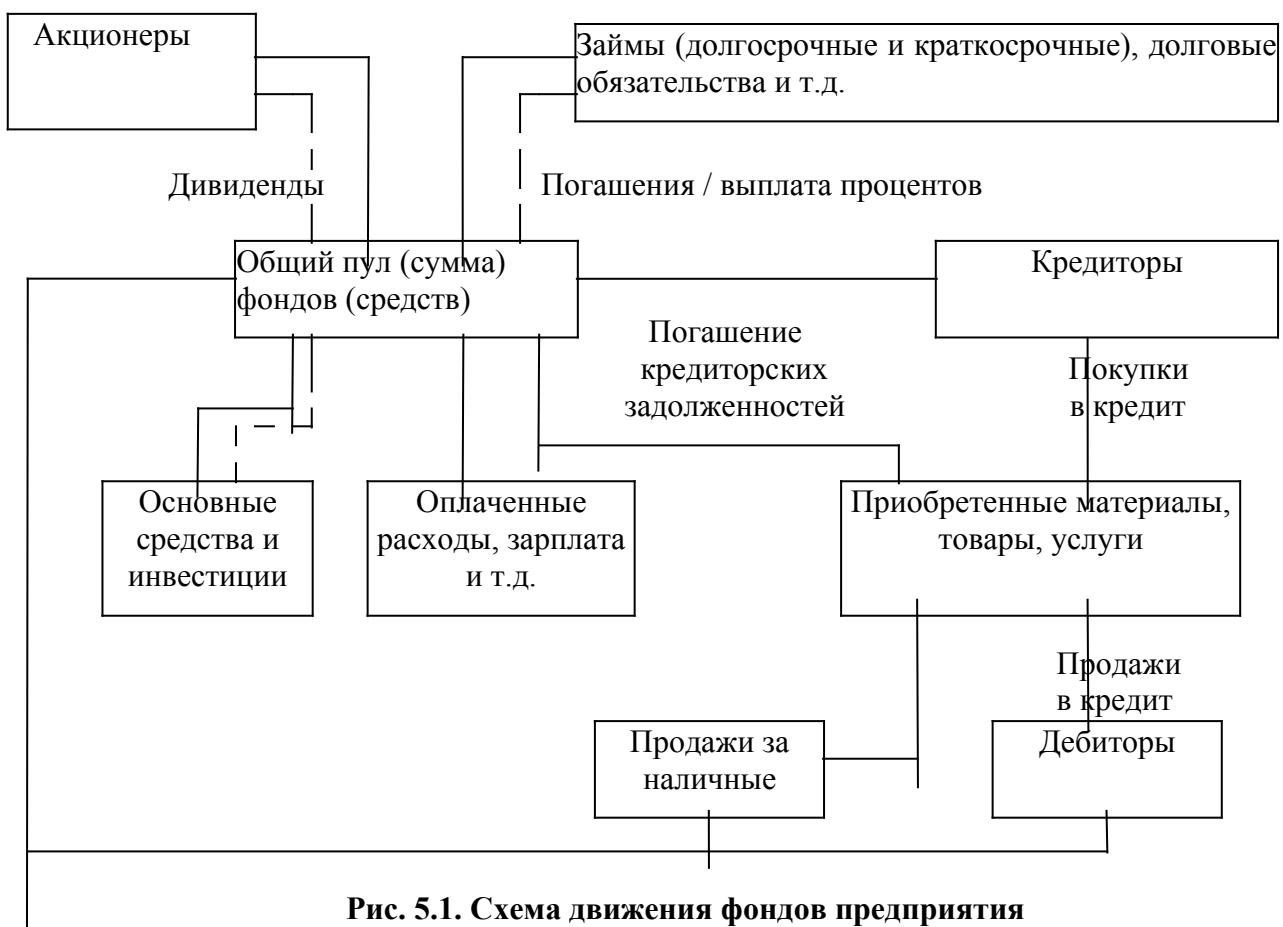 Акционеры
Займы (долгосрочные и краткосрочные), долговые
обязательства и т.д.
Дивиденды
Погашения / выплата процентов
Общий пул (сумма)
фондов (средств)
Кредиторы
Погашение
кредиторских
задолженностей
Покупки
в кредит
Основные
средства и
инвестиции
Оплаченные
расходы, зарплата
и т.д.
Приобретенные материалы,
товары, услуги
Продажи
в кредит
Продажи за
наличные
Дебиторы
Рис. 5.1. Схема движения фондов предприятия